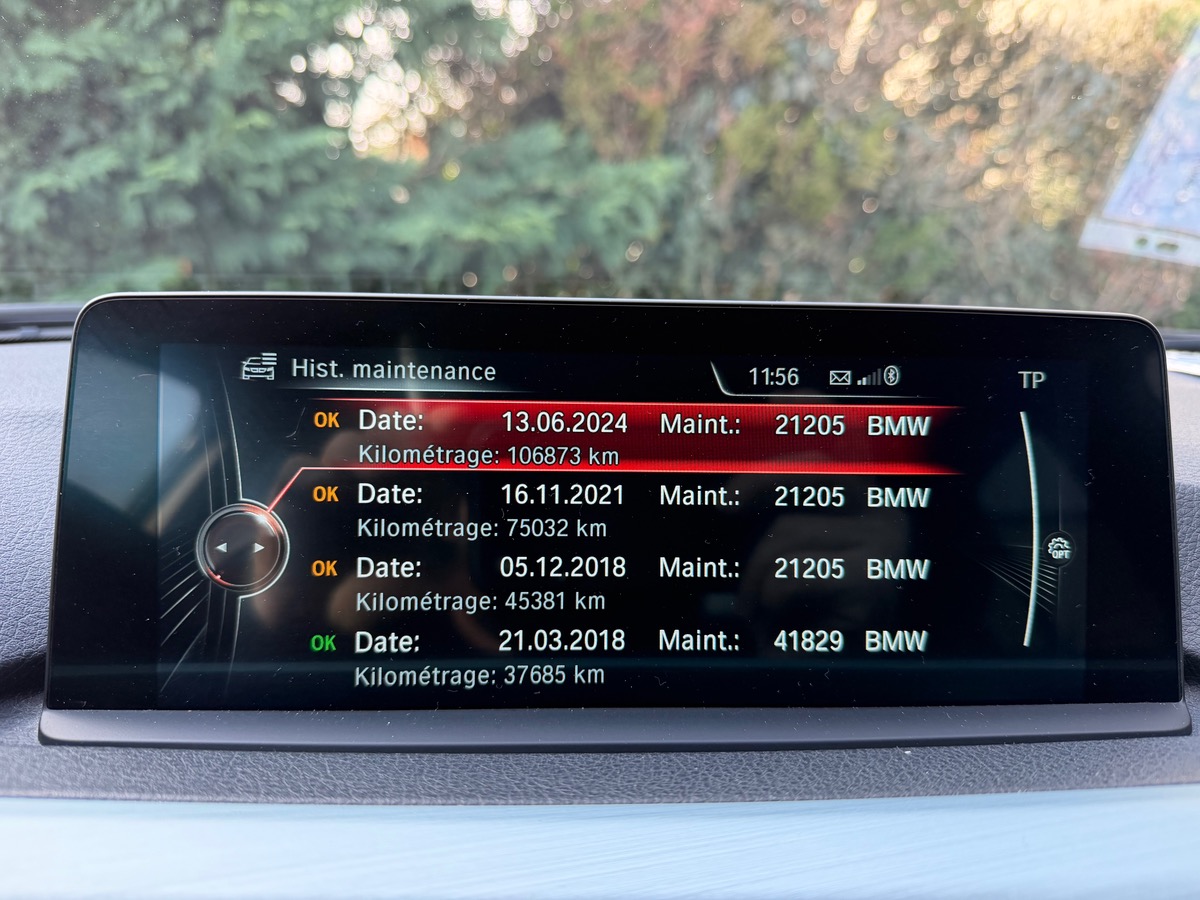 Hist. maintenance 11:56 TP
OK Date: 13.06.2024 Maint.: 21205 BMW
Kilométrage: 106873 km
OK Date: 16.11.2021 Maint.: 21205 BMW
Kilométrage: 75032 km
OK Date: 05.12.2018 Maint.: 21205 BMW
Kilométrage: 45381 km
OK Date: 21.03.2018 Maint.: 41829 BMW
Kilométrage: 37685 km
OPT